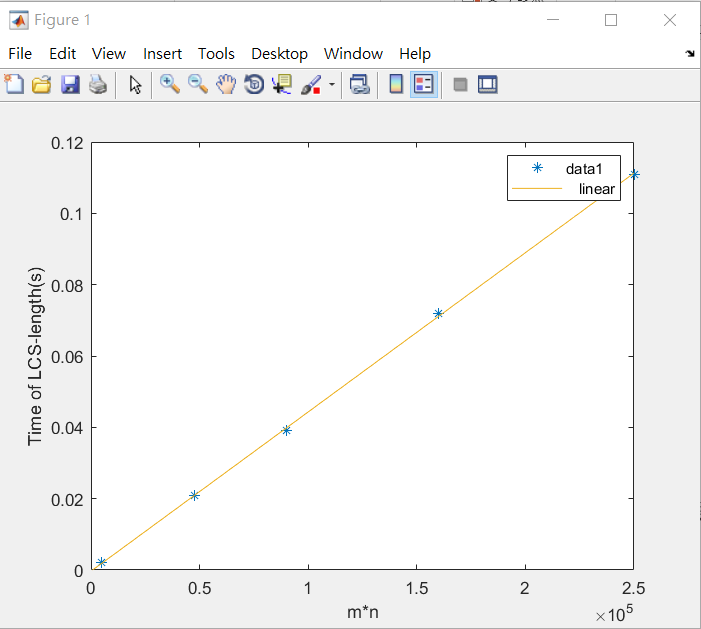 Figure 1
File Edit View Insert Tools Desktop Window Help
data1
linear
Time of LCS-length(s)
0.12
0.1
0.08
0.06
0.04
0.02
0
0 0.5 1 1.5 2 2.5
m*n
×10^5